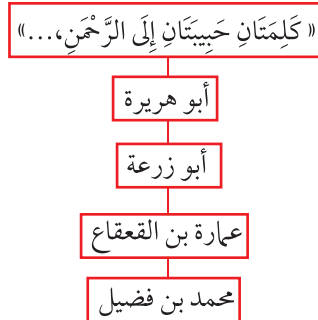 « كَلِمَتَانِ حَبِيبَتَانِ إِلَى الرَّحْمَنِ،...»
أبو هريرة
أبو زرعة
عمارة بن القعقاع
محمد بن فضيل